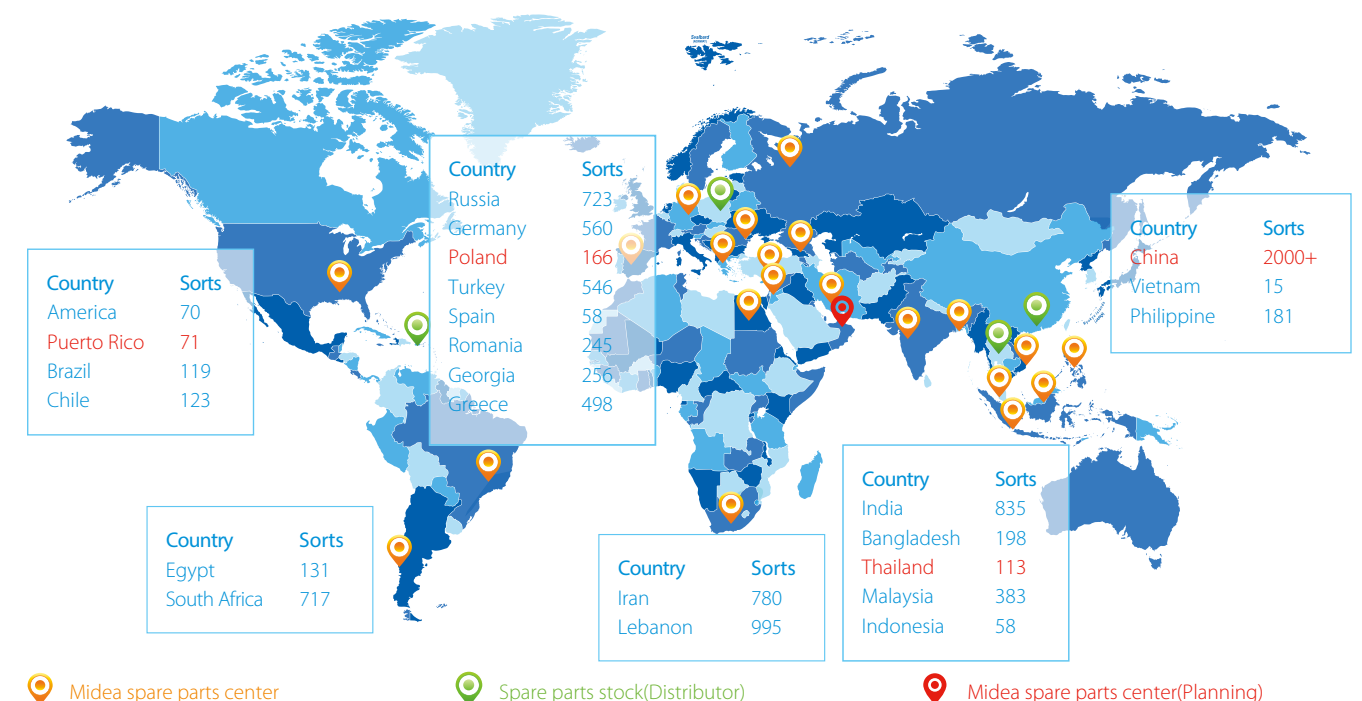 Svalbard
Country Sorts
Russia 723
Germany 560
Poland 166
Turkey 546
Spain 58
Romania 245
Georgia 256
Greece 498
Country Sorts
China 2000+
Vietnam 15
Philippine 181
Country Sorts
America 70
Puerto Rico 71
Brazil 119
Chile 123
Country Sorts
India 835
Bangladesh 198
Thailand 113
Malaysia 383
Indonesia 58
Country Sorts
Egypt 131
South Africa 717
Country Sorts
Iran 780
Lebanon 995
Midea spare parts center
Spare parts stock(Distributor)
Midea spare parts center(Planning)